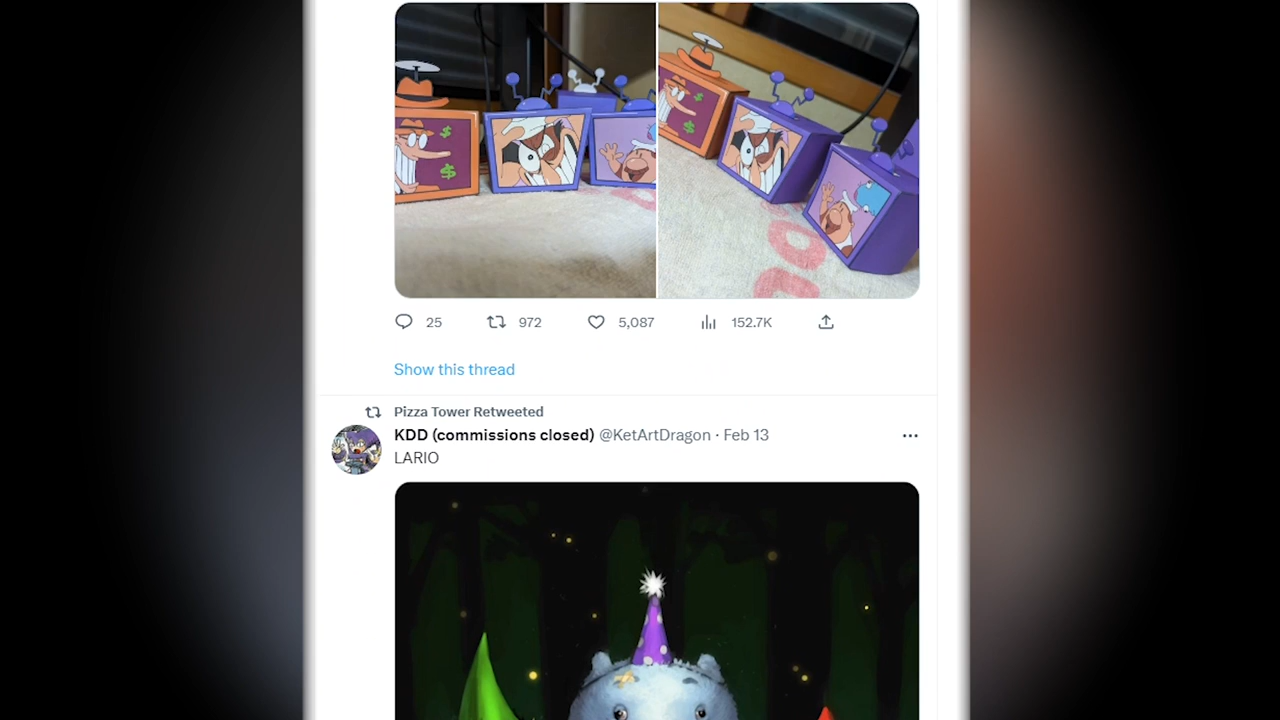 25 972 5,087 152.7K
Show this thread
Pizza Tower Retweeted
KDD (commissions closed) @KetArtDragon · Feb 13
LARIO